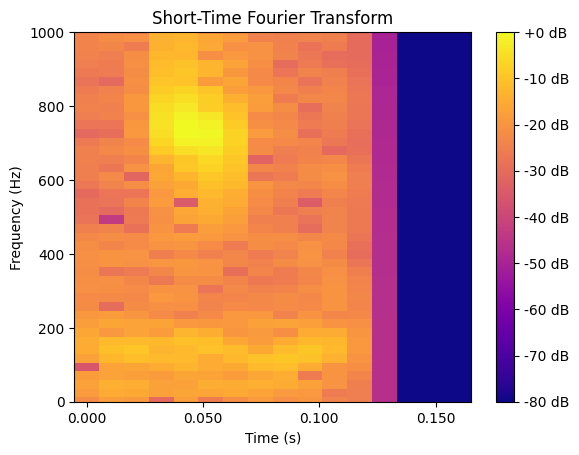 Short-Time Fourier Transform
Frequency (Hz)
1000
800
600
400
200
0
0.000
0.050
0.100
0.150
Time (s)
+0 dB
-10 dB
-20 dB
-30 dB
-40 dB
-50 dB
-60 dB
-70 dB
-80 dB